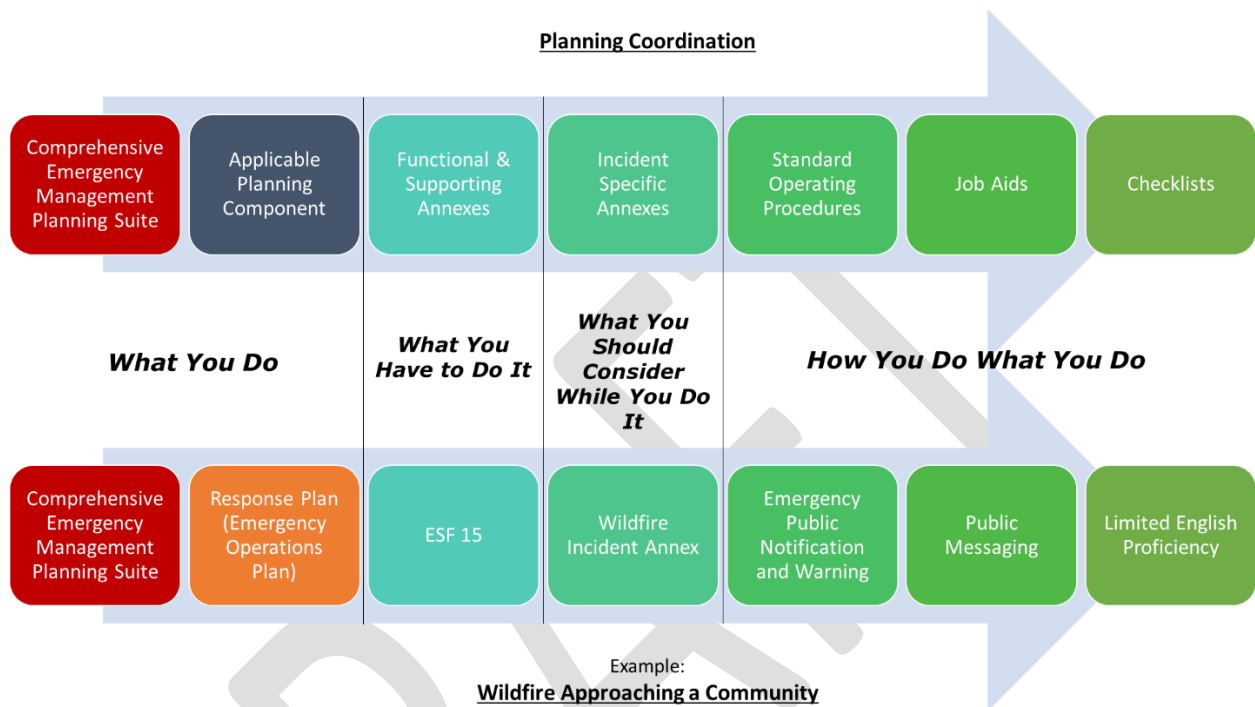 Planning Coordination
Comprehensive
Emergency
Management
Planning Suite
Applicable
Planning
Component
Functional &
Supporting
Annexes
Incident
Specific
Annexes
Standard
Operating
Procedures
Job Aids
Checklists
What You Do
What You
Have to Do It
What You
Should
Consider
While You Do
It
How You Do What You Do
Comprehensive
Emergency
Management
Planning Suite
Response Plan
(Emergency
Operations
Plan)
ESF 15
Wildfire
Incident Annex
Emergency
Public
Notification
and Warning
Public
Messaging
Limited English
Proficiency
Example:
Wildfire Approaching a Community
DRAFT